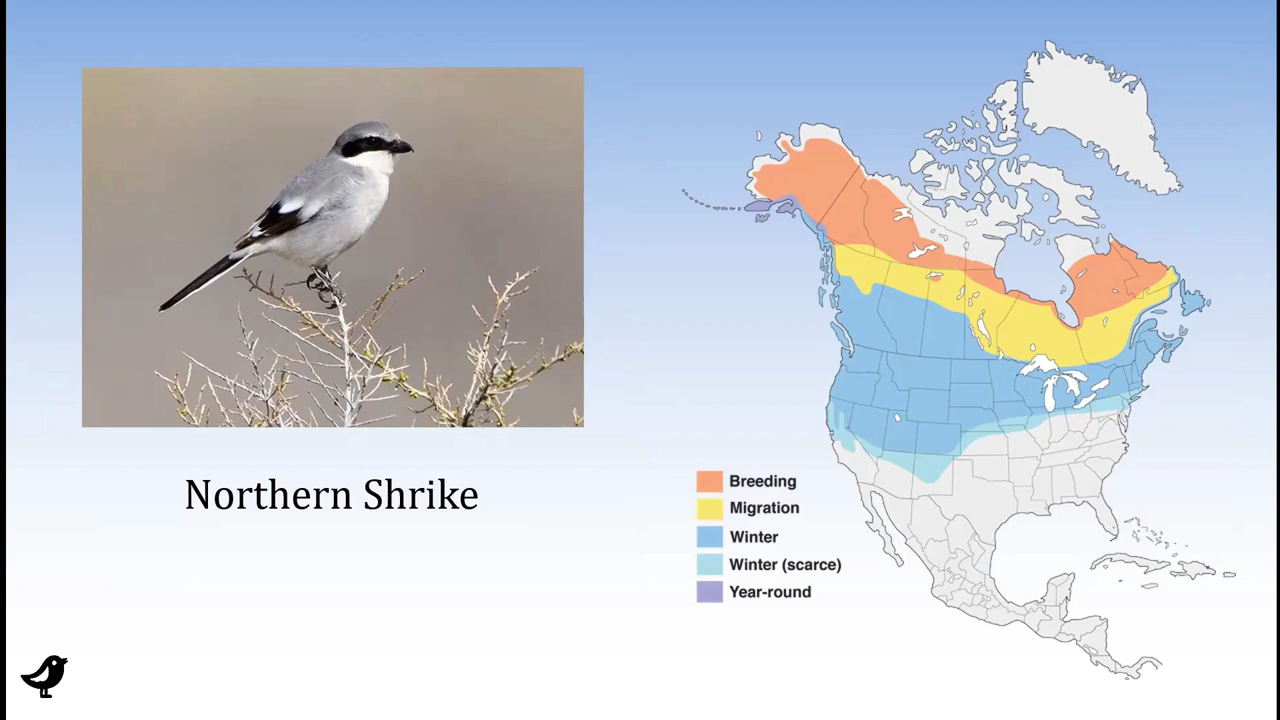 Northern Shrike
Breeding
Migration
Winter
Winter (scarce)
Year-round